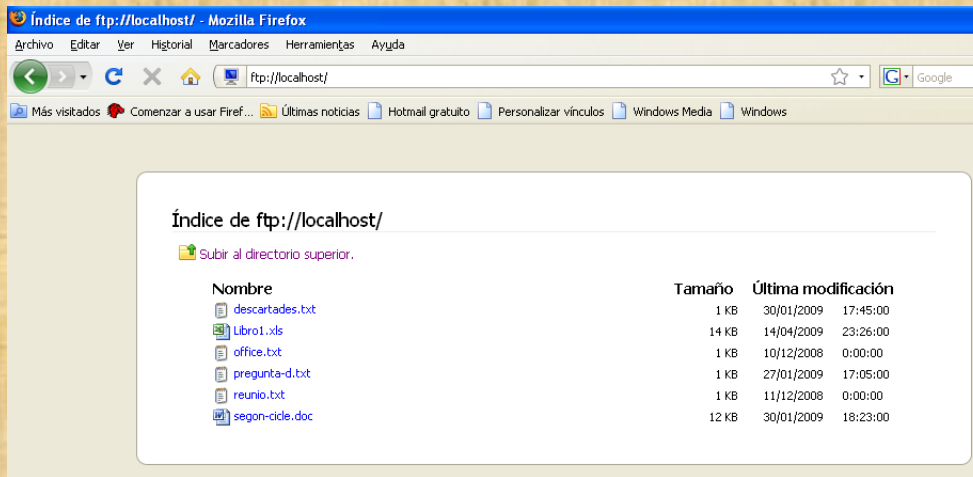 Índice de ftp://localhost/ - Mozilla Firefox
Archivo Editar Ver Historial Marcadores Herramientas Ayuda
ftp://localhost/ G Google
Más visitados Comenzar a usar Firef... Últimas noticias Hotmail gratuito Personalizar vínculos Windows Media Windows
Índice de ftp://localhost/
Subir al directorio superior.
Nombre Tamaño Última modificación
descartades.txt 1 KB 30/01/2009 17:45:00
Libro1.xls 14 KB 14/04/2009 23:26:00
office.txt 1 KB 10/12/2008 0:00:00
pregunta-d.txt 1 KB 27/01/2009 17:05:00
reunio.txt 1 KB 11/12/2008 0:00:00
segon-cicle.doc 12 KB 30/01/2009 18:23:00